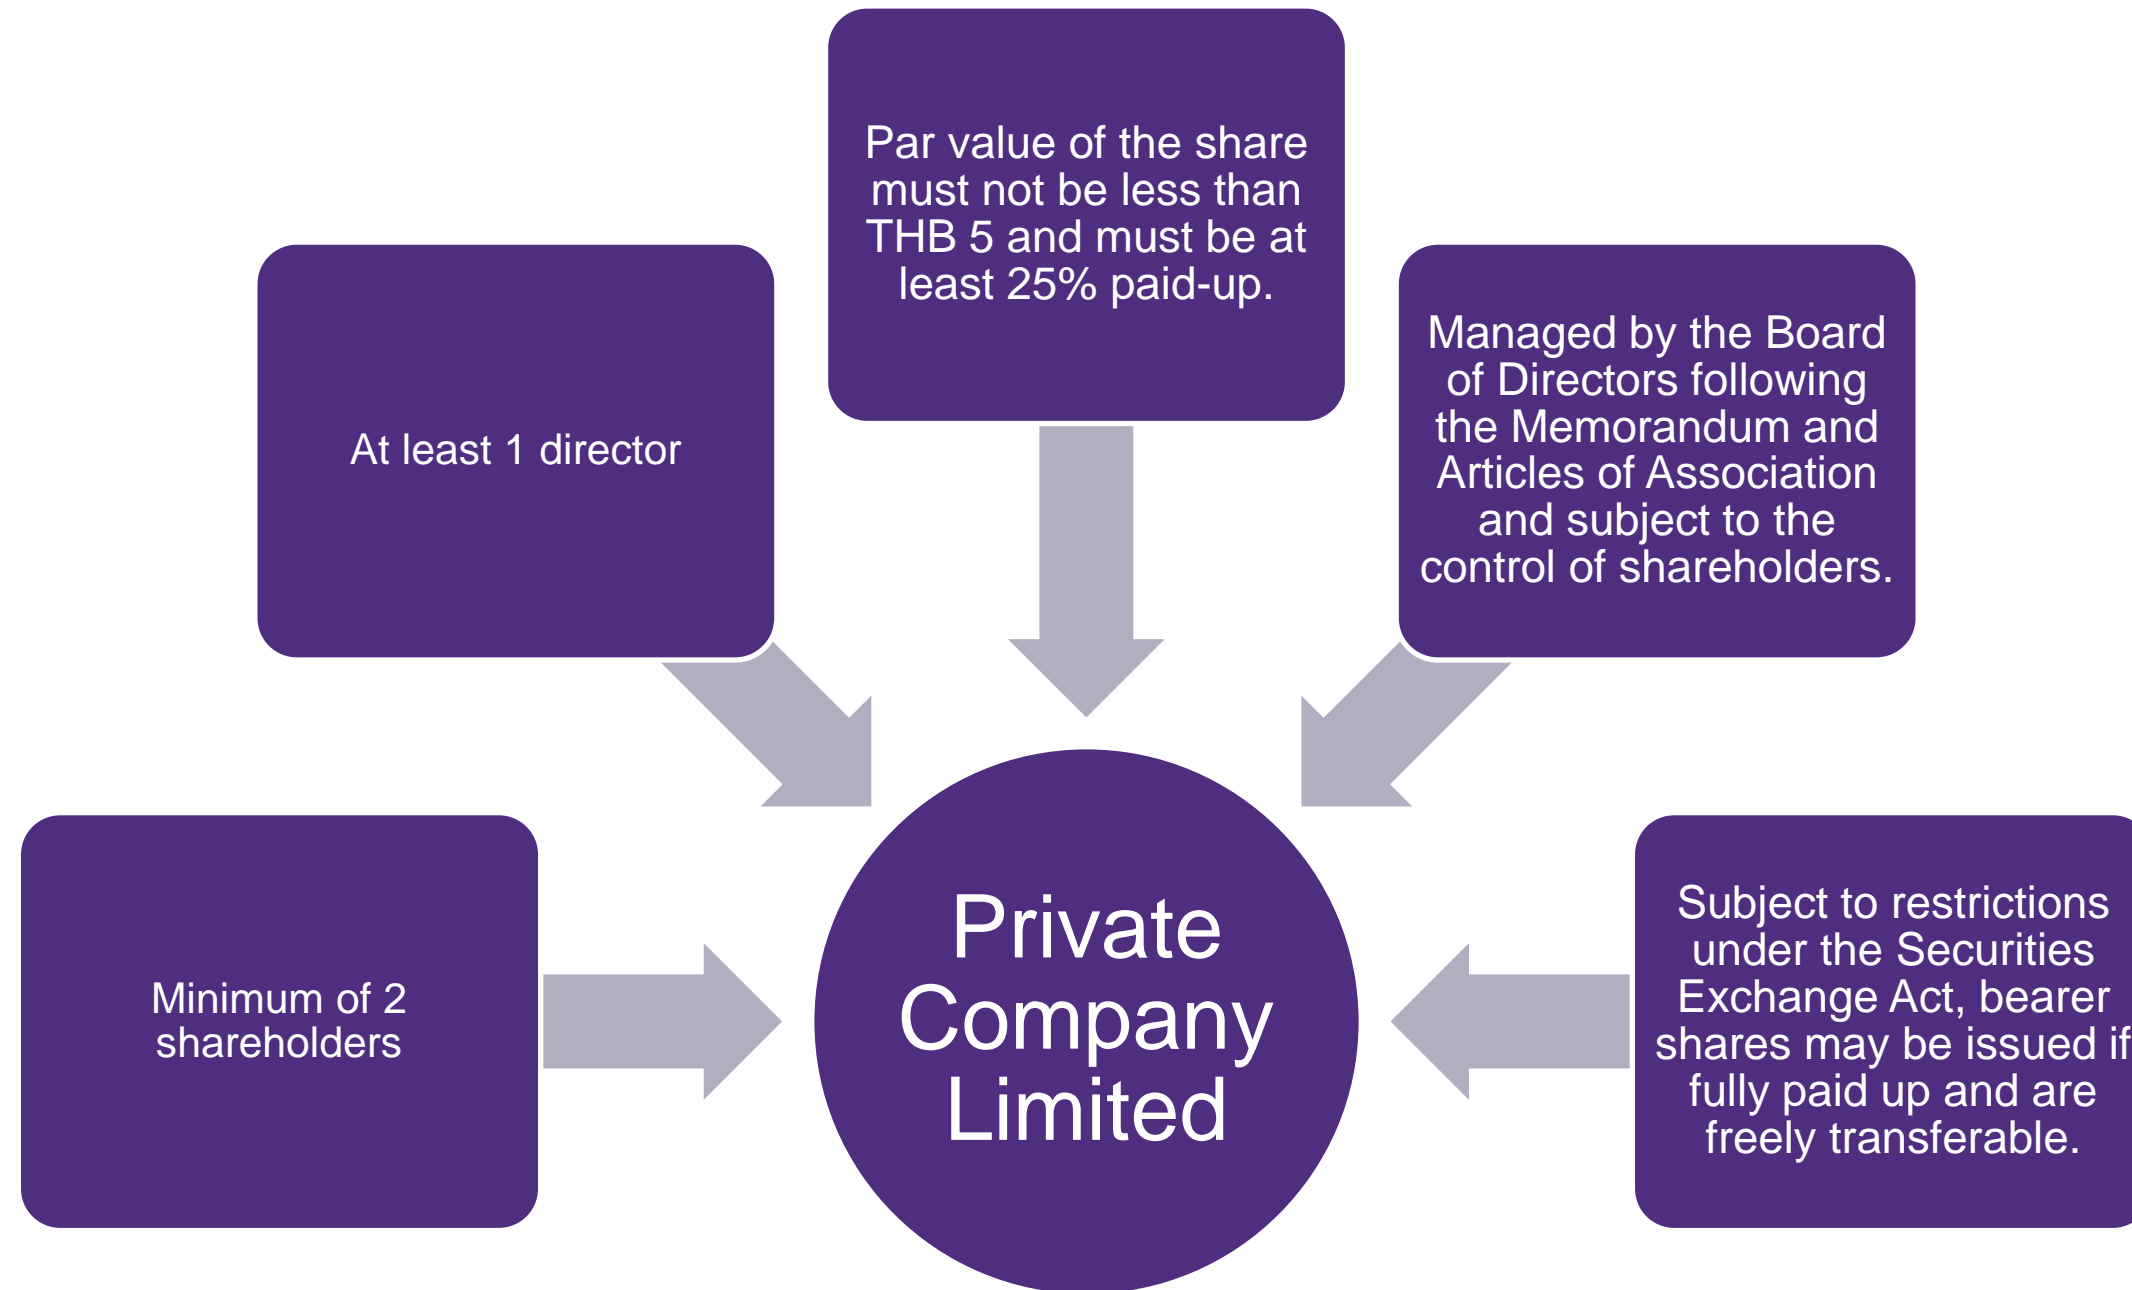 Par value of the share
must not be less than
THB 5 and must be at
least 25% paid-up.
At least 1 director
Managed by the Board
of Directors following
the Memorandum and
Articles of Association
and subject to the
control of shareholders.
Minimum of 2
shareholders
Private
Company
Limited
Subject to restrictions
under the Securities
Exchange Act, bearer
shares may be issued if
fully paid up and are
freely transferable.